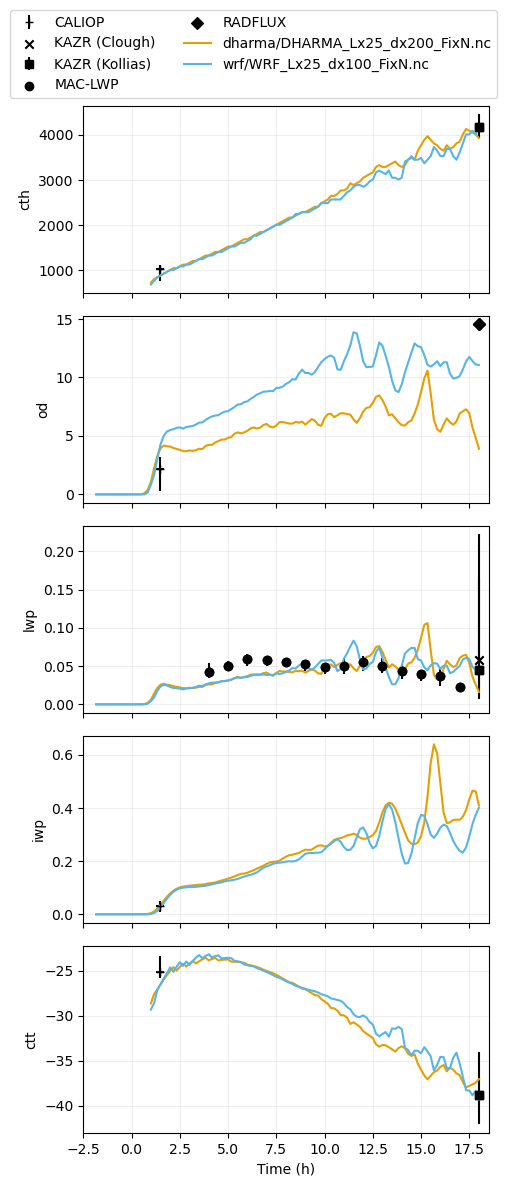 CALIOP
KAZR (Clough)
KAZR (Kollias)
MAC-LWP
RADFLUX
dharma/DHARMA_Lx25_dx200_FixN.nc
wrf/WRF_Lx25_dx100_FixN.nc
4000
3000
2000
1000
cth
15
10
5
0
od
0.20
0.15
0.10
0.05
0.00
lwp
0.6
0.4
0.2
0.0
iwp
−25
−30
−35
−40
ctt
−2.5 0.0 2.5 5.0 7.5 10.0 12.5 15.0 17.5
Time (h)